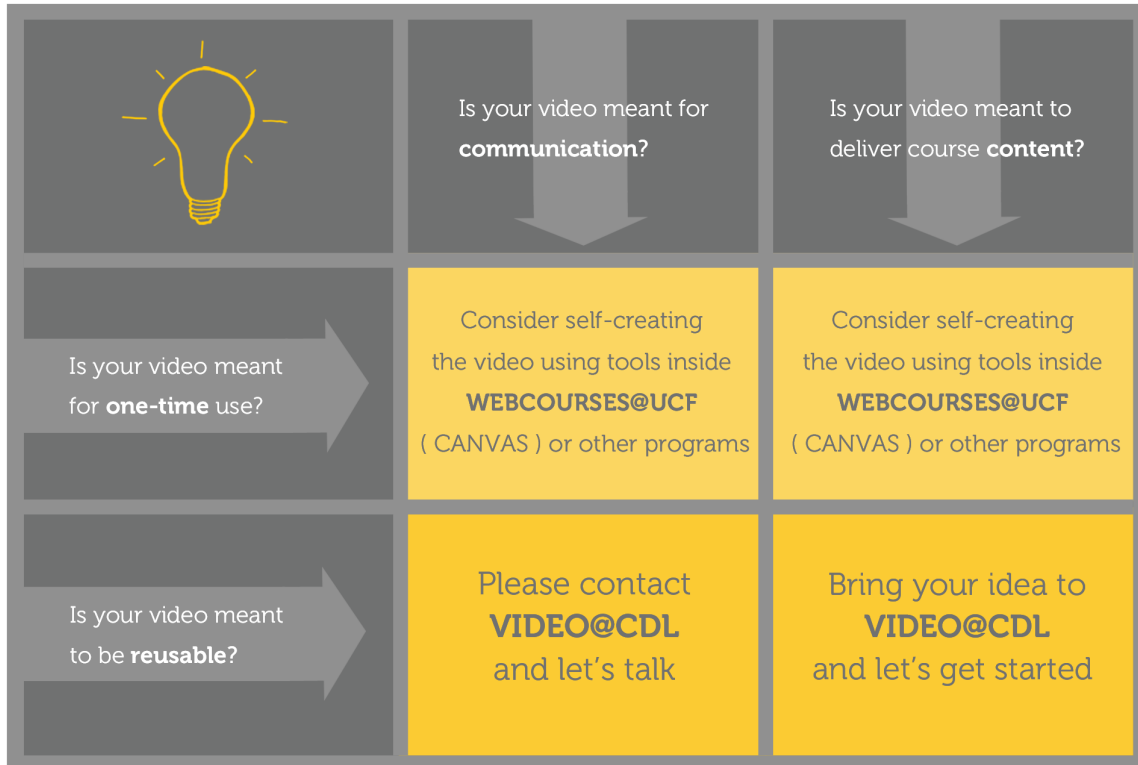 Is your video meant for
communication?
Is your video meant to
deliver course content?
Is your video meant
for one-time use?
Consider self-creating
the video using tools inside
WEBCOURSES@UCF
( CANVAS ) or other programs
Consider self-creating
the video using tools inside
WEBCOURSES@UCF
( CANVAS ) or other programs
Is your video meant
to be reusable?
Please contact
VIDEO@CDL
and let's talk
Bring your idea to
VIDEO@CDL
and let's get started